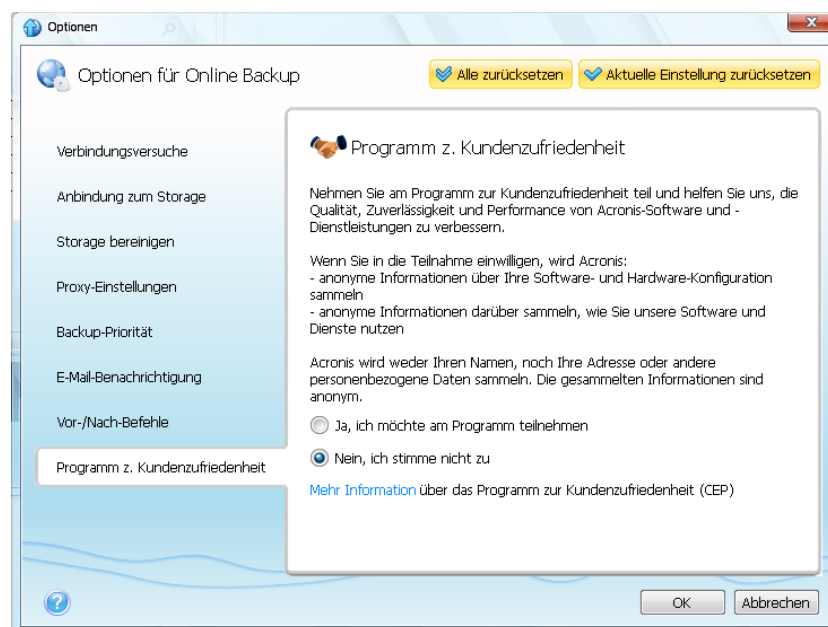 Optionen
Optionen für Online Backup
Alle zurücksetzen
Aktuelle Einstellung zurücksetzen
Verbindungsversuche
Anbindung zum Storage
Storage bereinigen
Proxy-Einstellungen
Backup-Priorität
E-Mail-Benachrichtigung
Vor-/Nach-Befehle
Programm z. Kundenzufriedenheit
Programm z. Kundenzufriedenheit
Nehmen Sie am Programm zur Kundenzufriedenheit teil und helfen Sie uns, die
Qualität, Zuverlässigkeit und Performance von Acronis-Software und -
Dienstleistungen zu verbessern.
Wenn Sie in die Teilnahme einwilligen, wird Acronis:
- anonyme Informationen über Ihre Software- und Hardware-Konfiguration
sammeln
- anonyme Informationen darüber sammeln, wie Sie unsere Software und
Dienste nutzen
Acronis wird weder Ihren Namen, noch Ihre Adresse oder andere
personenbezogene Daten sammeln. Die gesammelten Informationen sind
anonym.
Ja, ich möchte am Programm teilnehmen
Nein, ich stimme nicht zu
Mehr Information über das Programm zur Kundenzufriedenheit (CEP)
OK
Abbrechen